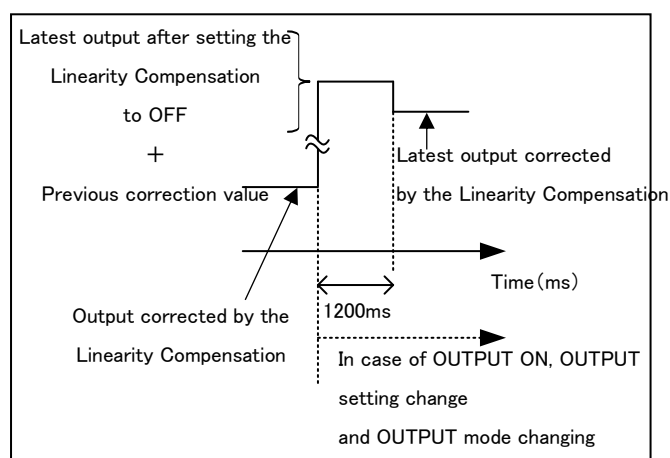 Latest output after setting the
Linearity Compensation
to OFF
+
Previous correction value
Latest output corrected
by the Linearity Compensation
Time(ms)
1200ms
Output corrected by the
Linearity Compensation
In case of OUTPUT ON, OUTPUT
setting change
and OUTPUT mode changing